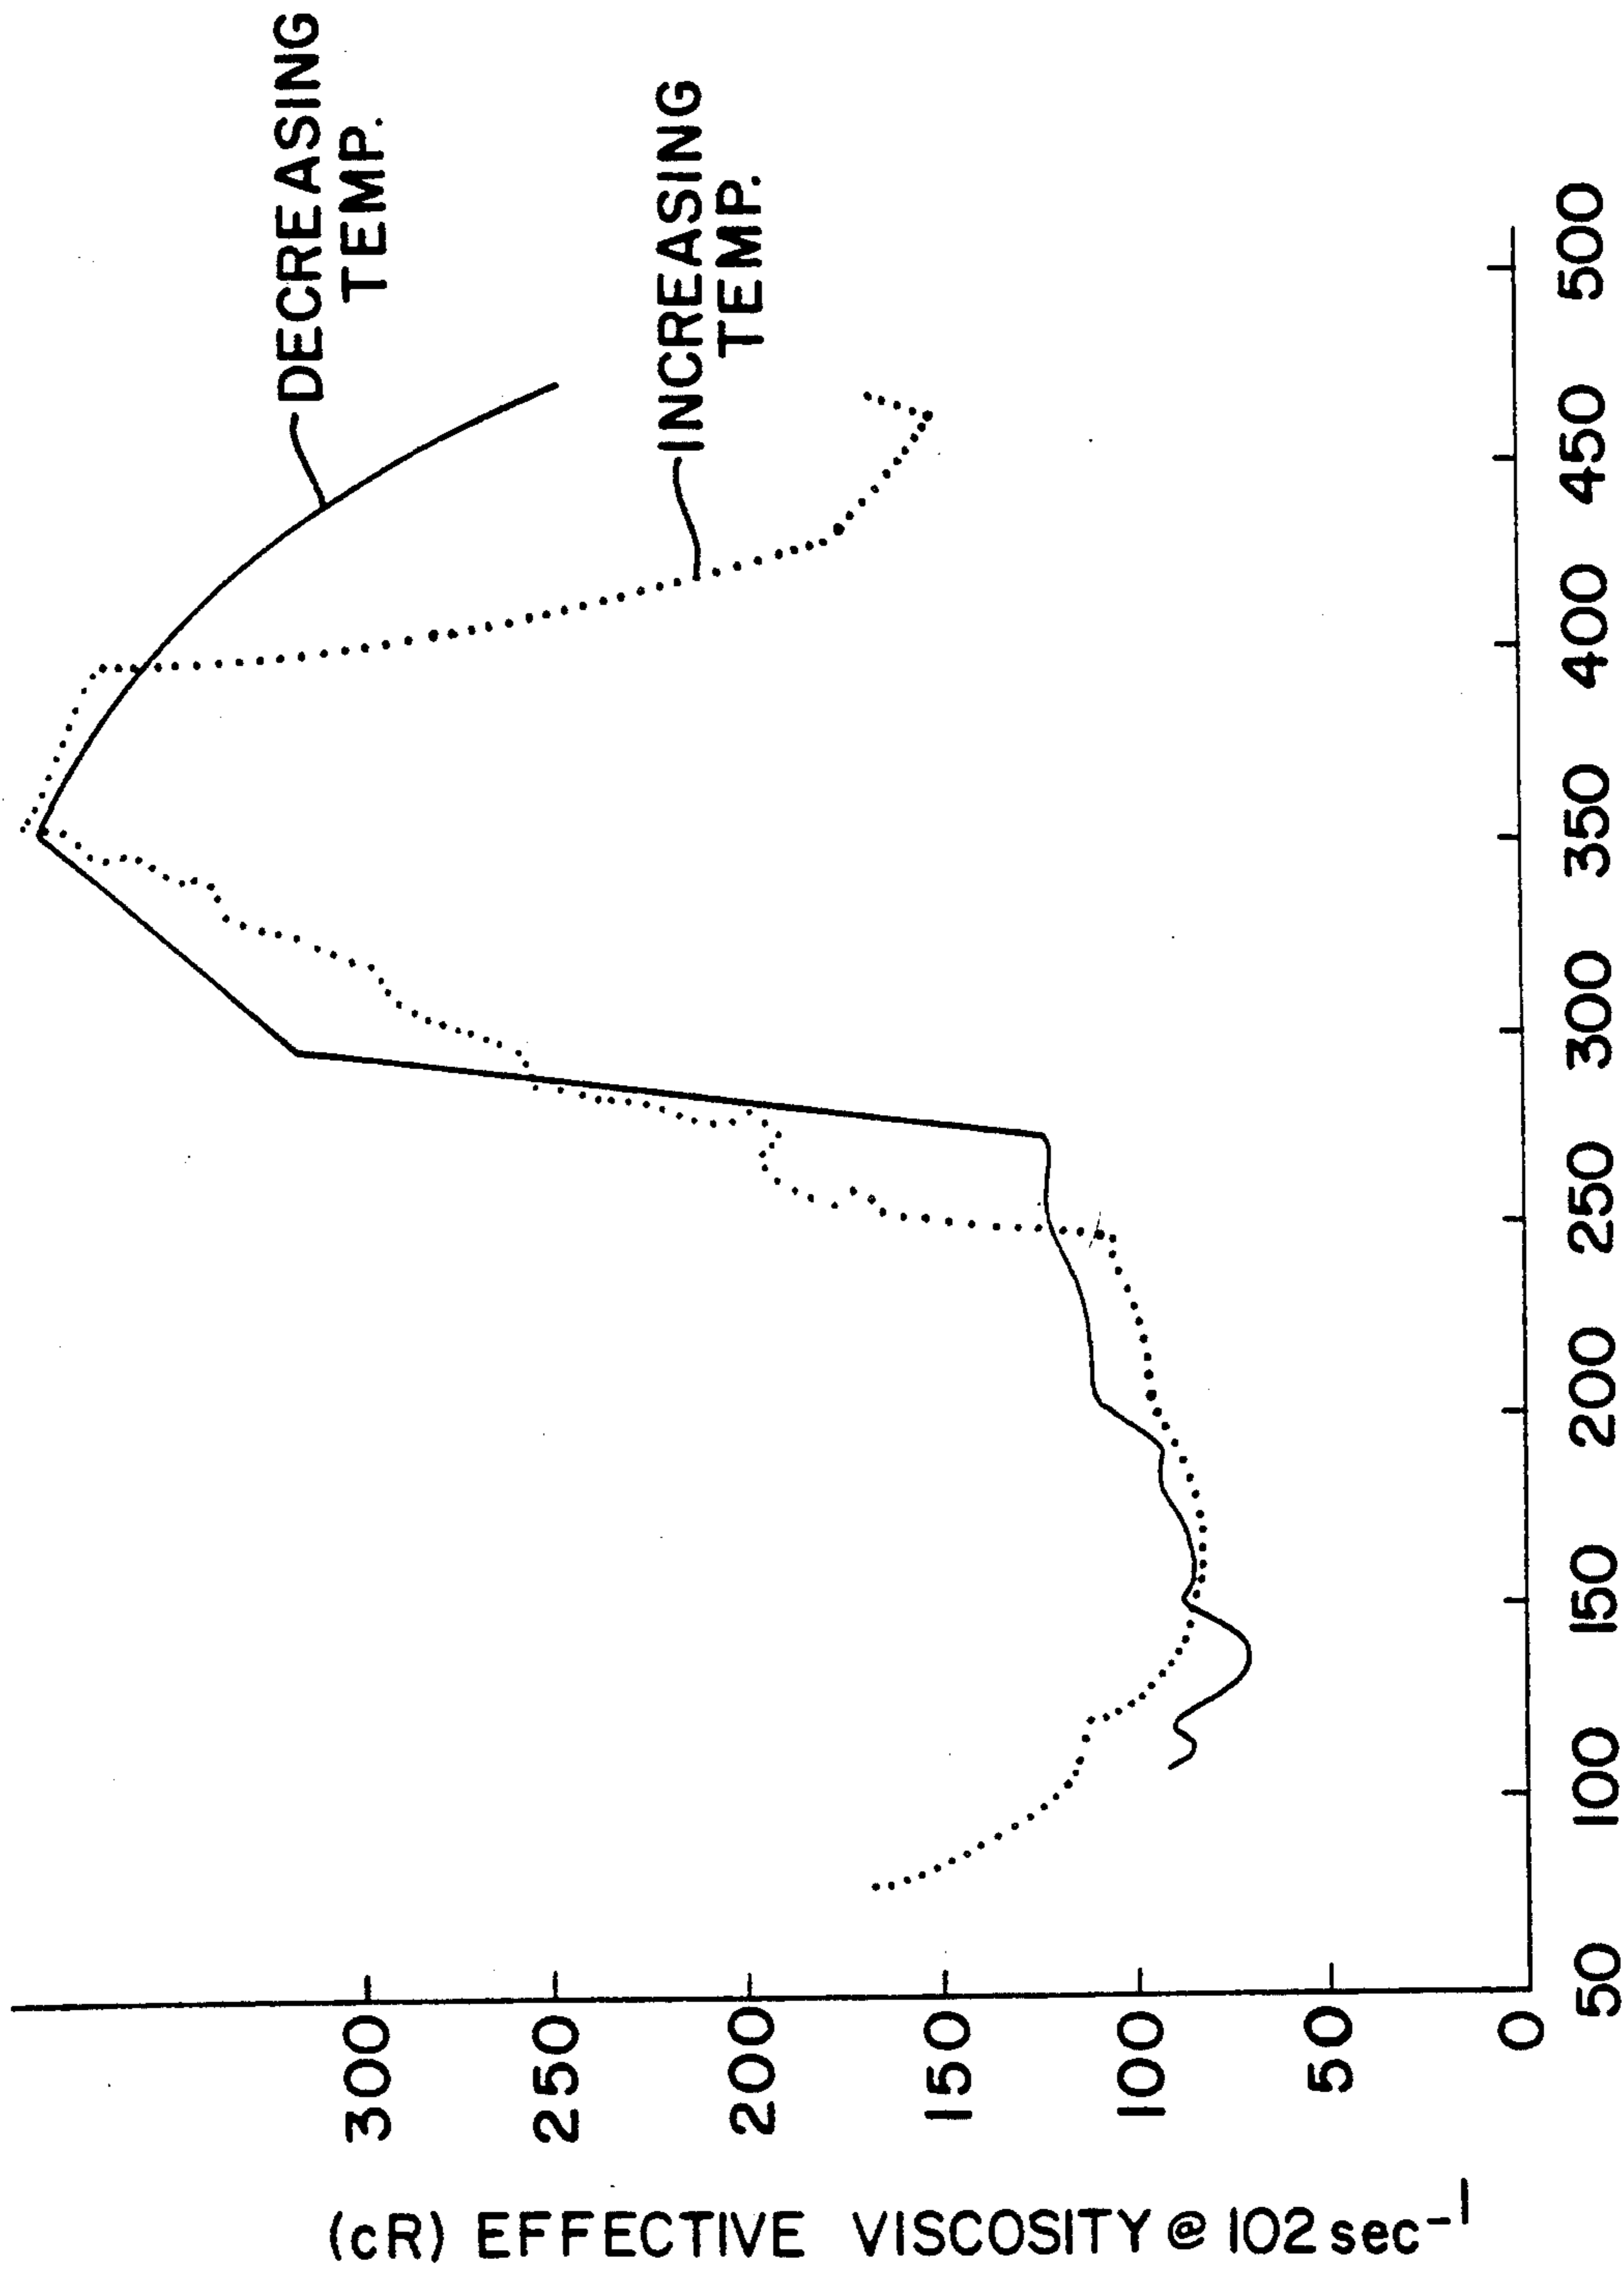 DECREASING
TEMP.
INCREASING
TEMP.
300
250
200
150
100
50
0
50 100 150 200 250 300 350 400 450 500
(cR) EFFECTIVE VISCOSITY @ 102 sec⁻¹